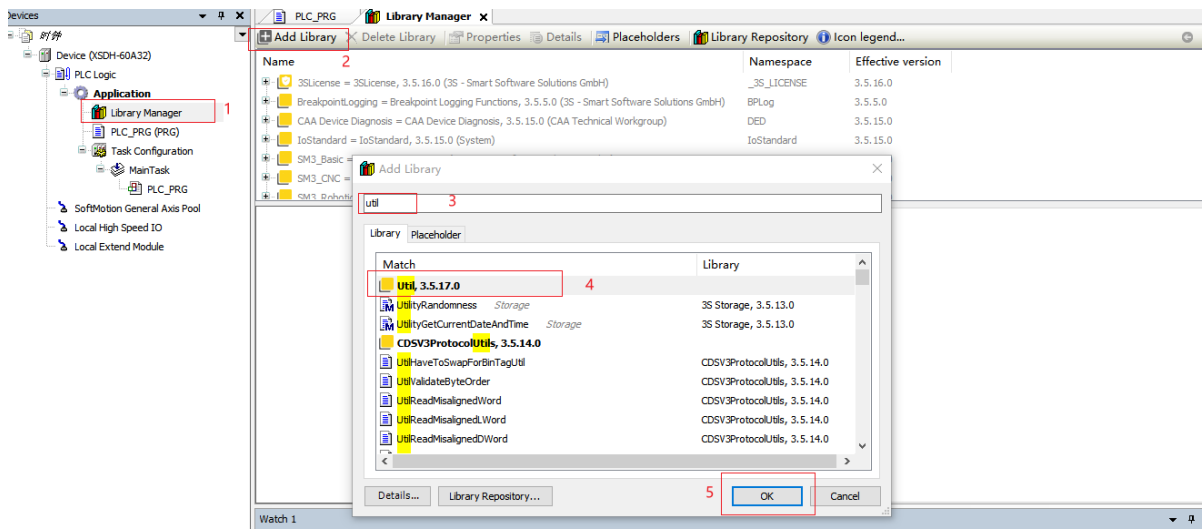 Devices
时钟
Device (XSDH-60A32)
PLC Logic
Application
Library Manager
1
PLC_PRG (PRG)
Task Configuration
MainTask
PLC_PRG
SoftMotion General Axis Pool
Local High Speed IO
Local Extend Module
PLC_PRG
Library Manager
Add Library
Delete Library
Properties
Details
Placeholders
Library Repository
Icon legend...
2
Name Namespace Effective version
3SLicense = 3SLicense, 3.5.16.0 (3S - Smart Software Solutions GmbH) _3S_LICENSE 3.5.16.0
BreakpointLogging = Breakpoint Logging Functions, 3.5.5.0 (3S - Smart Software Solutions GmbH) BPLog 3.5.5.0
CAA Device Diagnosis = CAA Device Diagnosis, 3.5.15.0 (CAA Technical Workgroup) DED 3.5.15.0
IoStandard = IoStandard, 3.5.15.0 (System) IoStandard 3.5.15.0
SM3_Basic =
SM3_CNC =
SM3_Robotic
Add Library
util
3
Library Placeholder
Match Library
Util, 3.5.17.0
4
UtilityRandomness Storage 3S Storage, 3.5.13.0
UtilityGetCurrentDateAndTime Storage 3S Storage, 3.5.13.0
CDSV3ProtocolUtils, 3.5.14.0
UtilHaveToSwapForBinTagUtil CDSV3ProtocolUtils, 3.5.14.0
UtilValidateByteOrder CDSV3ProtocolUtils, 3.5.14.0
UtilReadMisalignedWord CDSV3ProtocolUtils, 3.5.14.0
UtilReadMisalignedLWord CDSV3ProtocolUtils, 3.5.14.0
UtilReadMisalignedDWord CDSV3ProtocolUtils, 3.5.14.0
Details... Library Repository... 5 OK Cancel
Watch 1